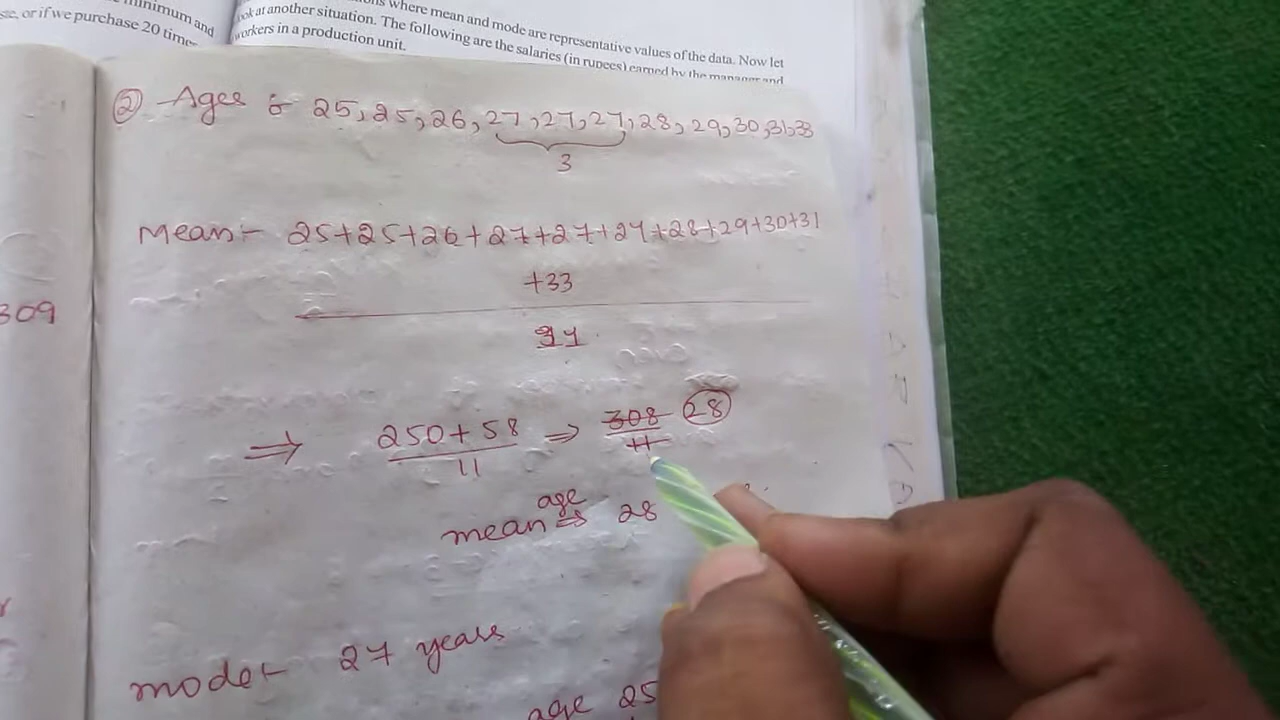 minimum and
ste, or if we purchase 20 time
where mean and mode are representative values of the data. Now let
look at another situation. The following are the salaries (in rupees) earned by the manager and
workers in a production unit.
② Ages :- 25, 25, 26, 27, 27, 27, 28, 29, 30, 31, 33
3
Mean :- 25+25+26+27+27+27+28+29+30+31
+33
11
309
⇒ 250+58 ⇒ 308 28
11 11
age
mean ⇒ 28
mode :- 27 years
age 25